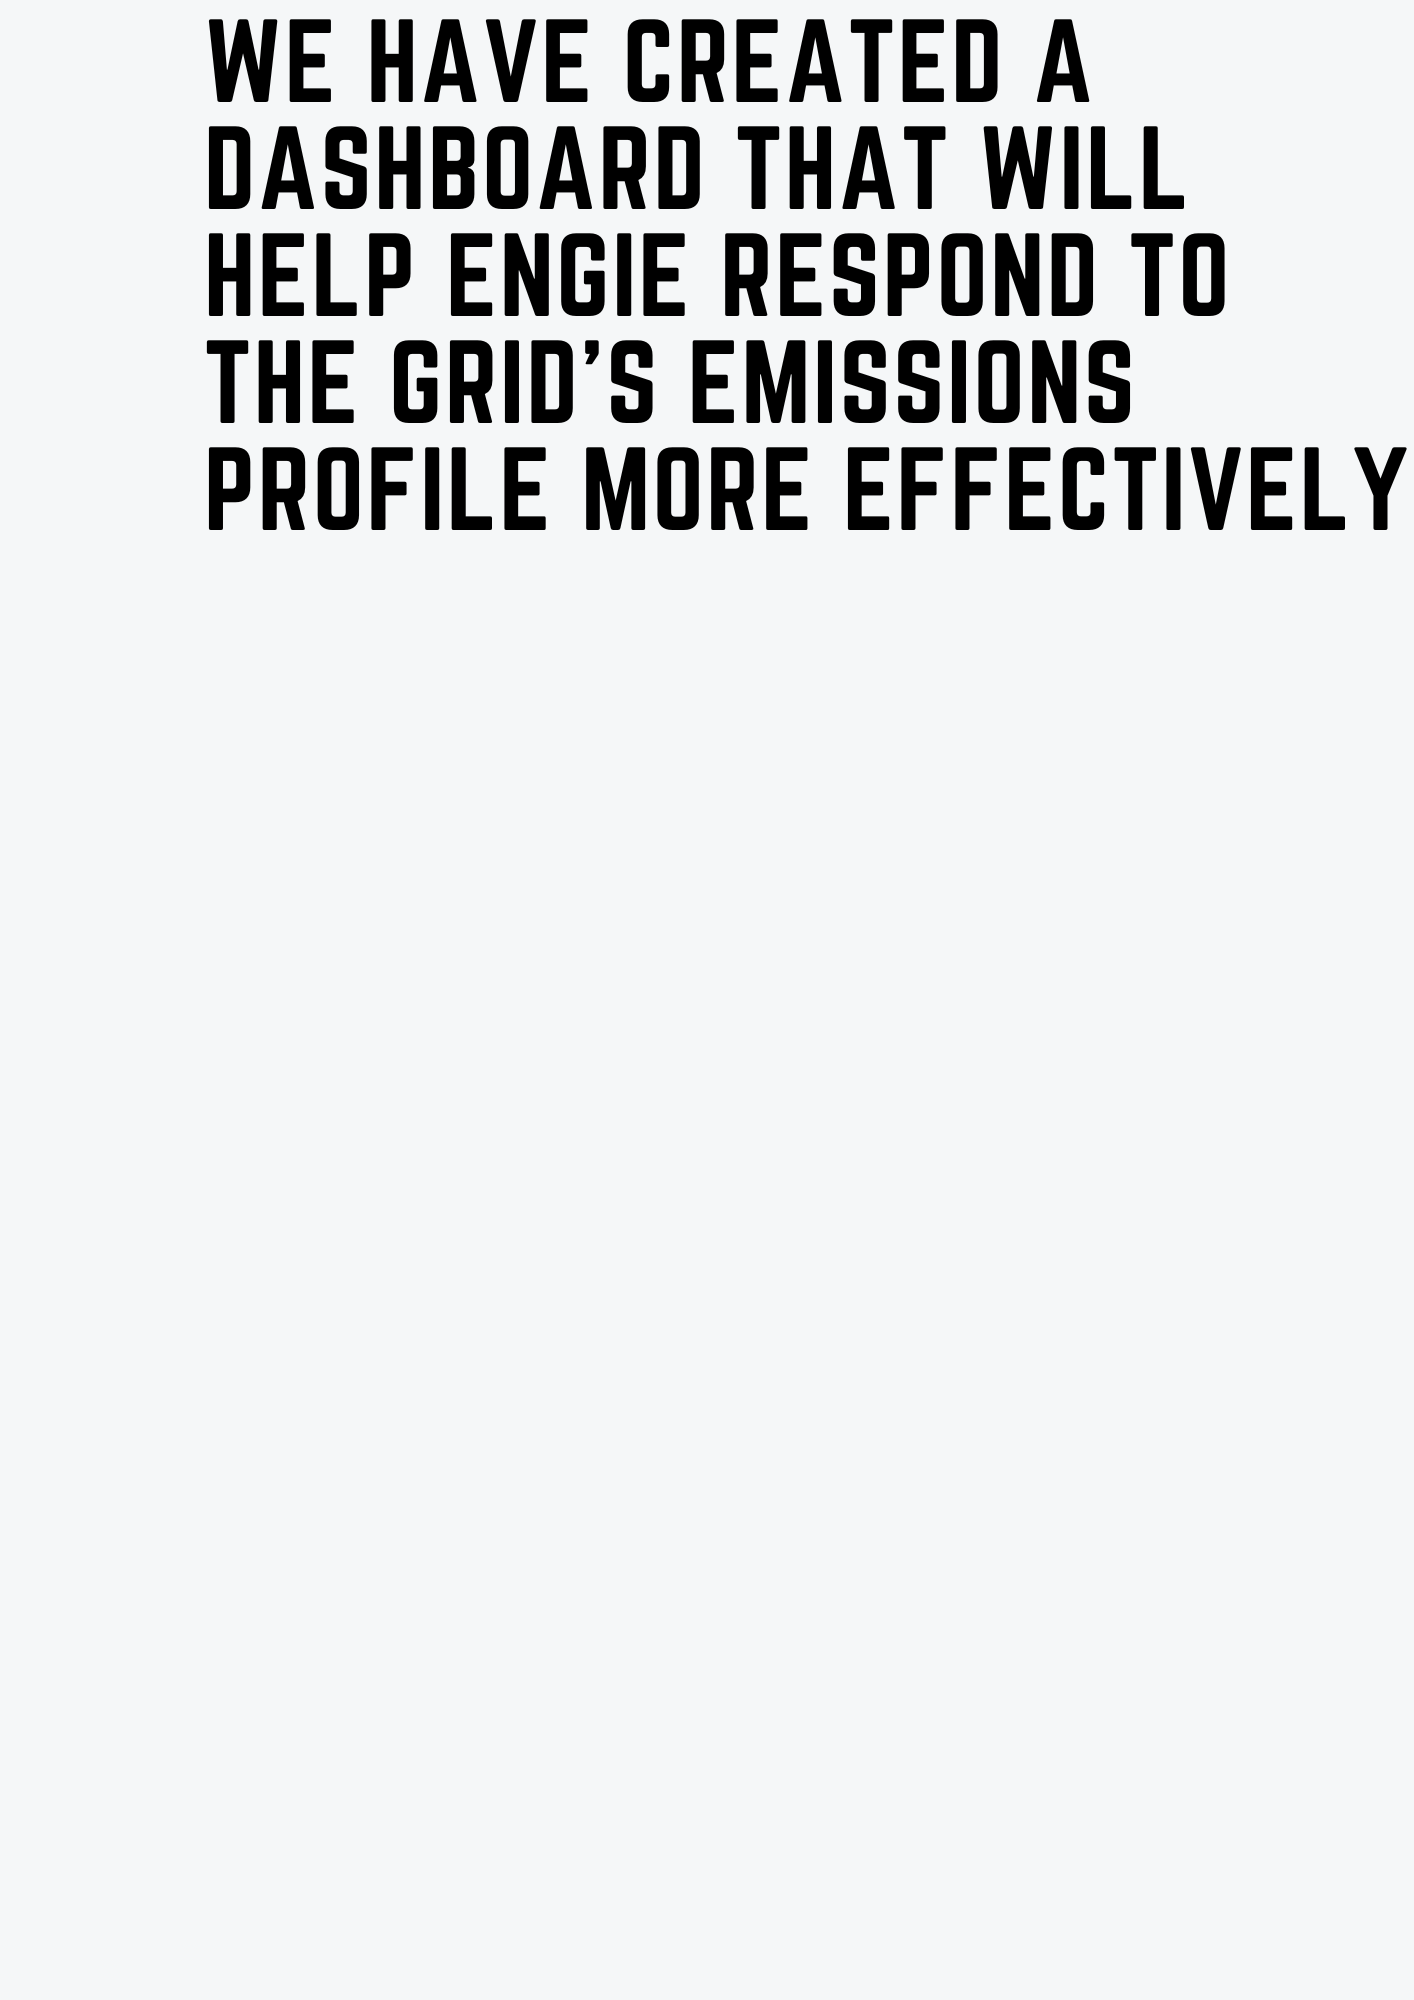 WE HAVE CREATED A
DASHBOARD THAT WILL
HELP ENGIE RESPOND TO
THE GRID’S EMISSIONS
PROFILE MORE EFFECTIVELY